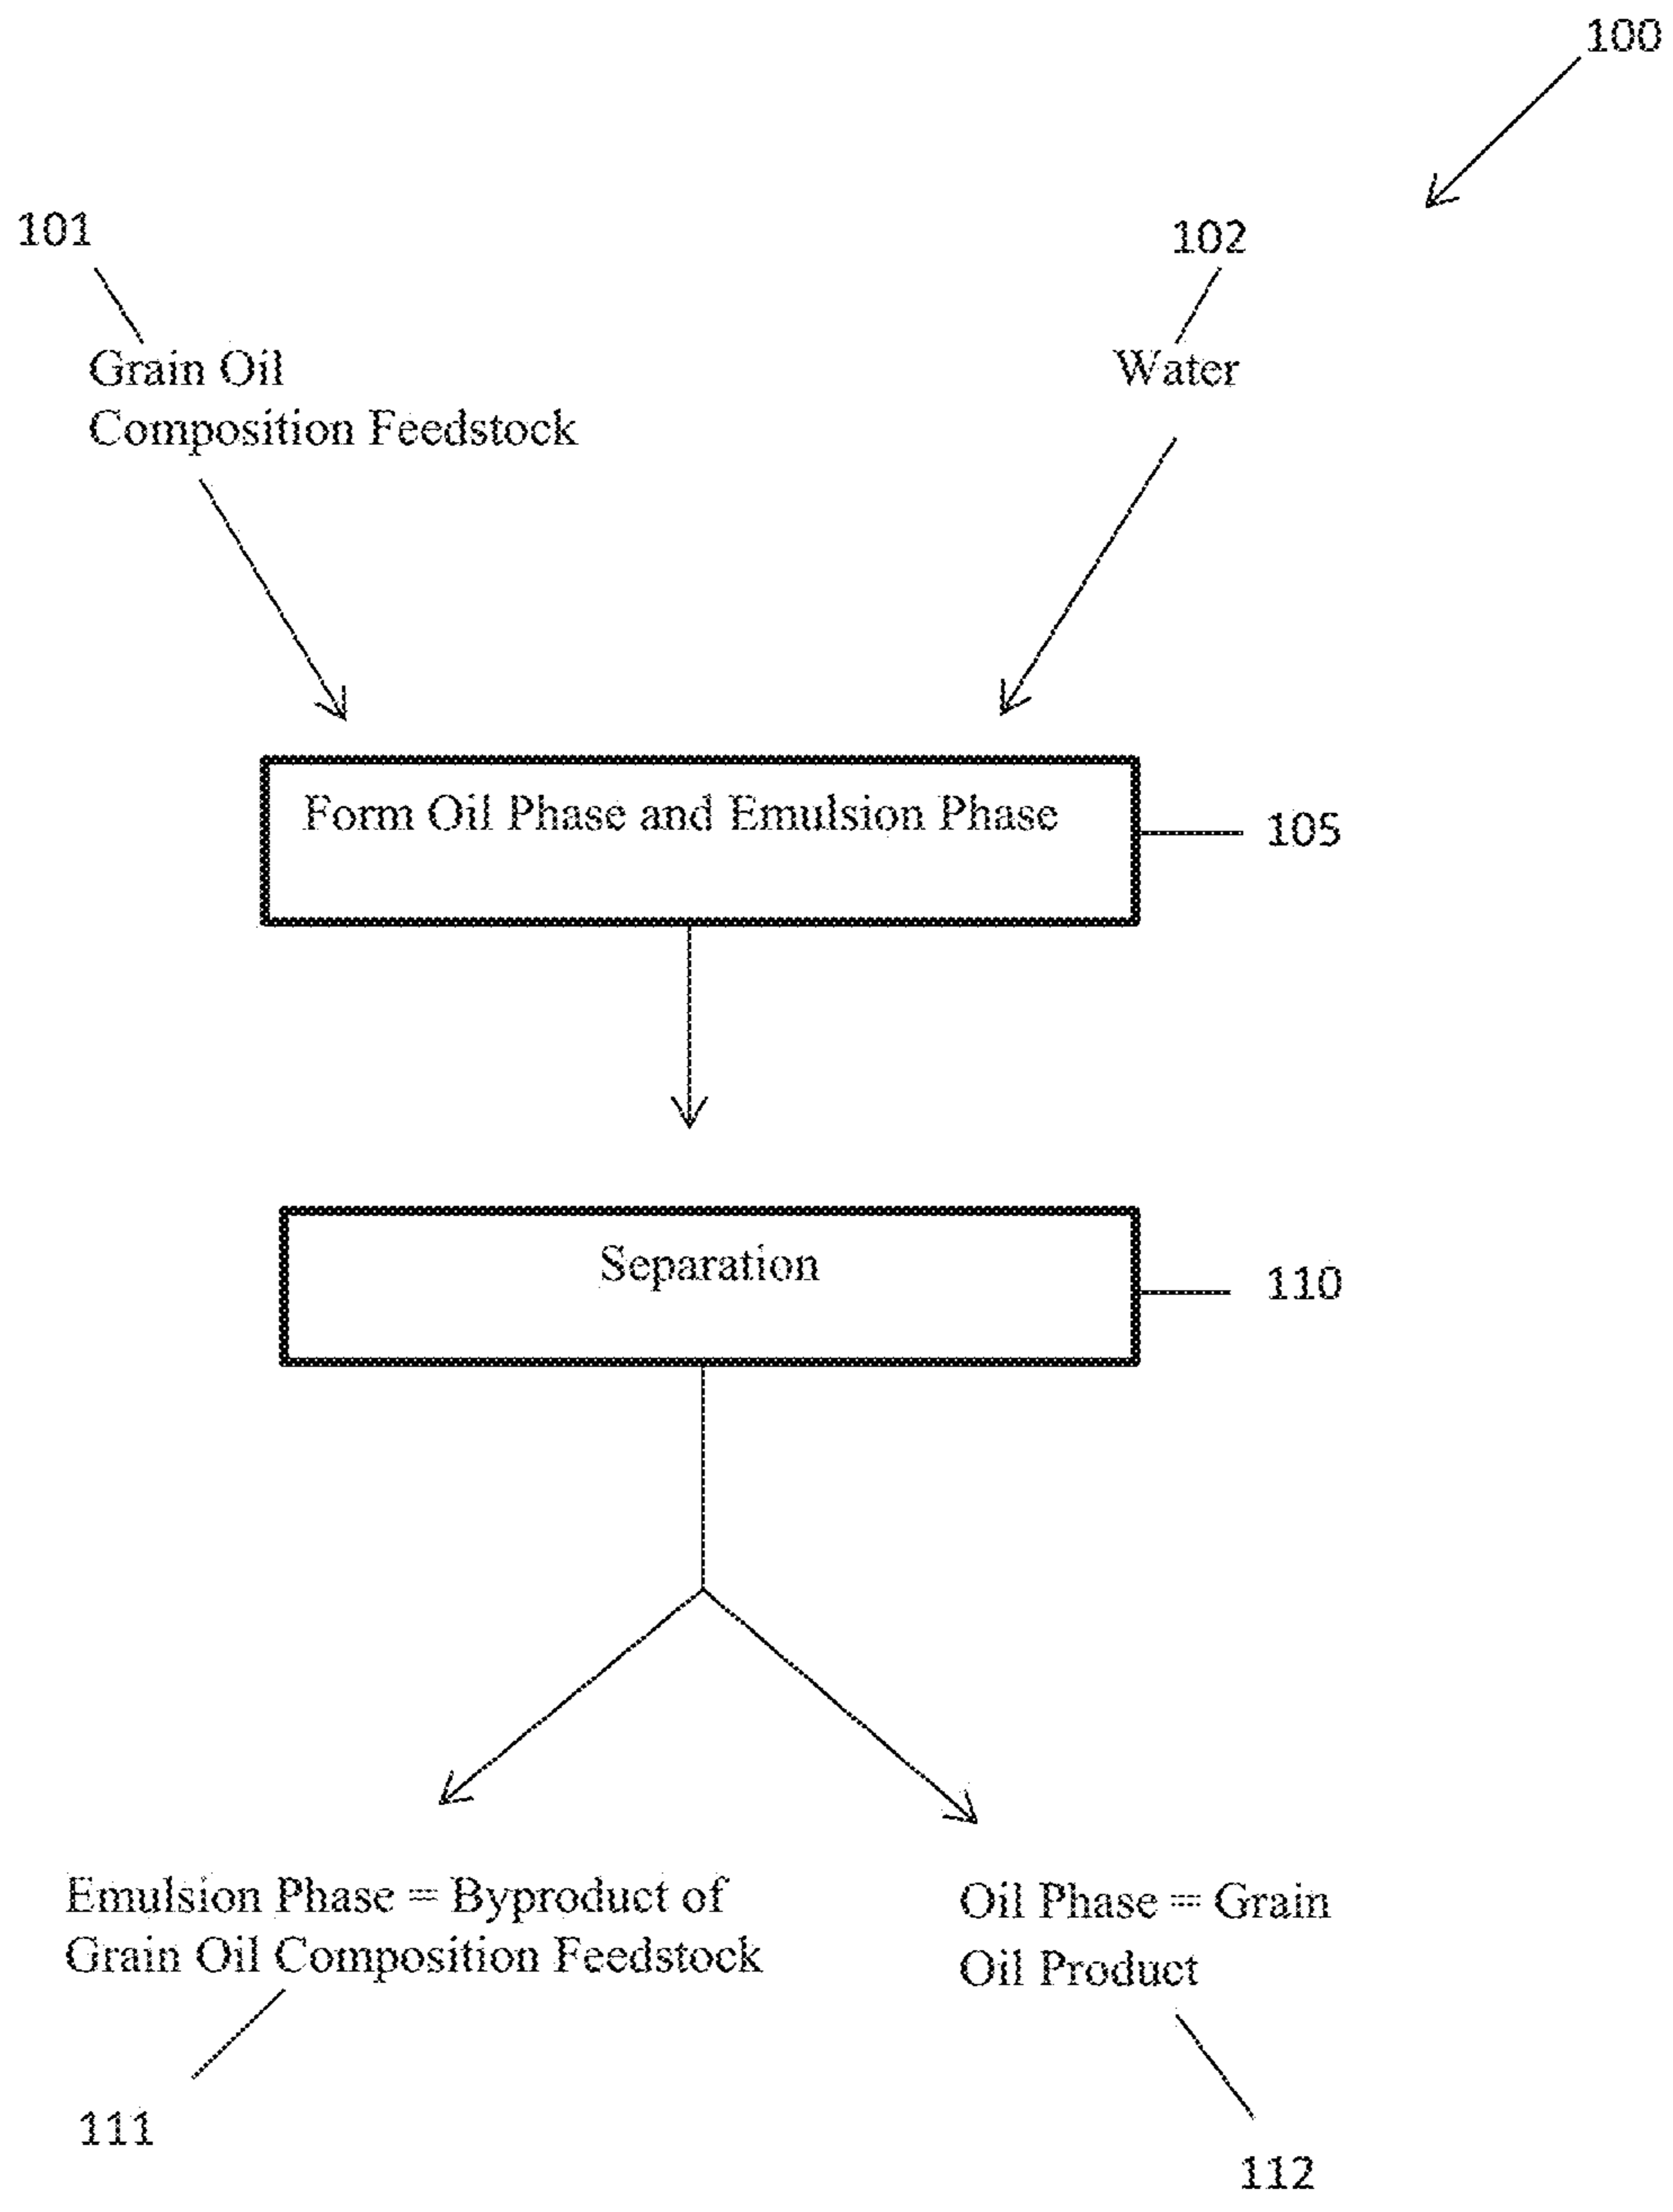 100
101
102
Grain Oil
Composition Feedstock
Water
Form Oil Phase and Emulsion Phase
105
Separation
110
Emulsion Phase = Byproduct of
Grain Oil Composition Feedstock
Oil Phase = Grain
Oil Product
111
112